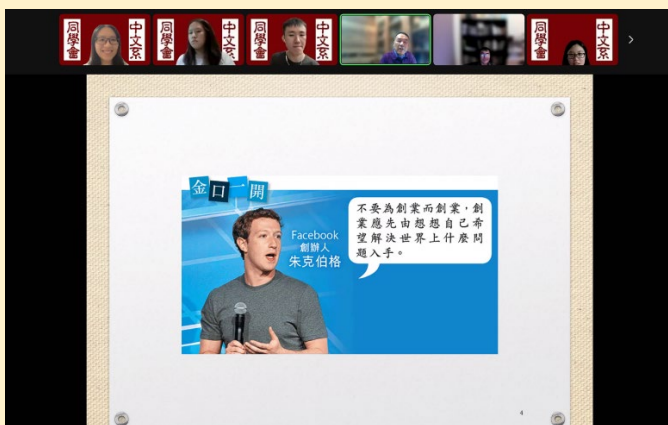 同學會
中文系
同學會
中文系
同學會
中文系
同學會
中文系
金口一開
Facebook
創辦人
朱克伯格
不要為創業而創業，創
業應先由想想自己希
望解決世界上什麼問
題入手。
4